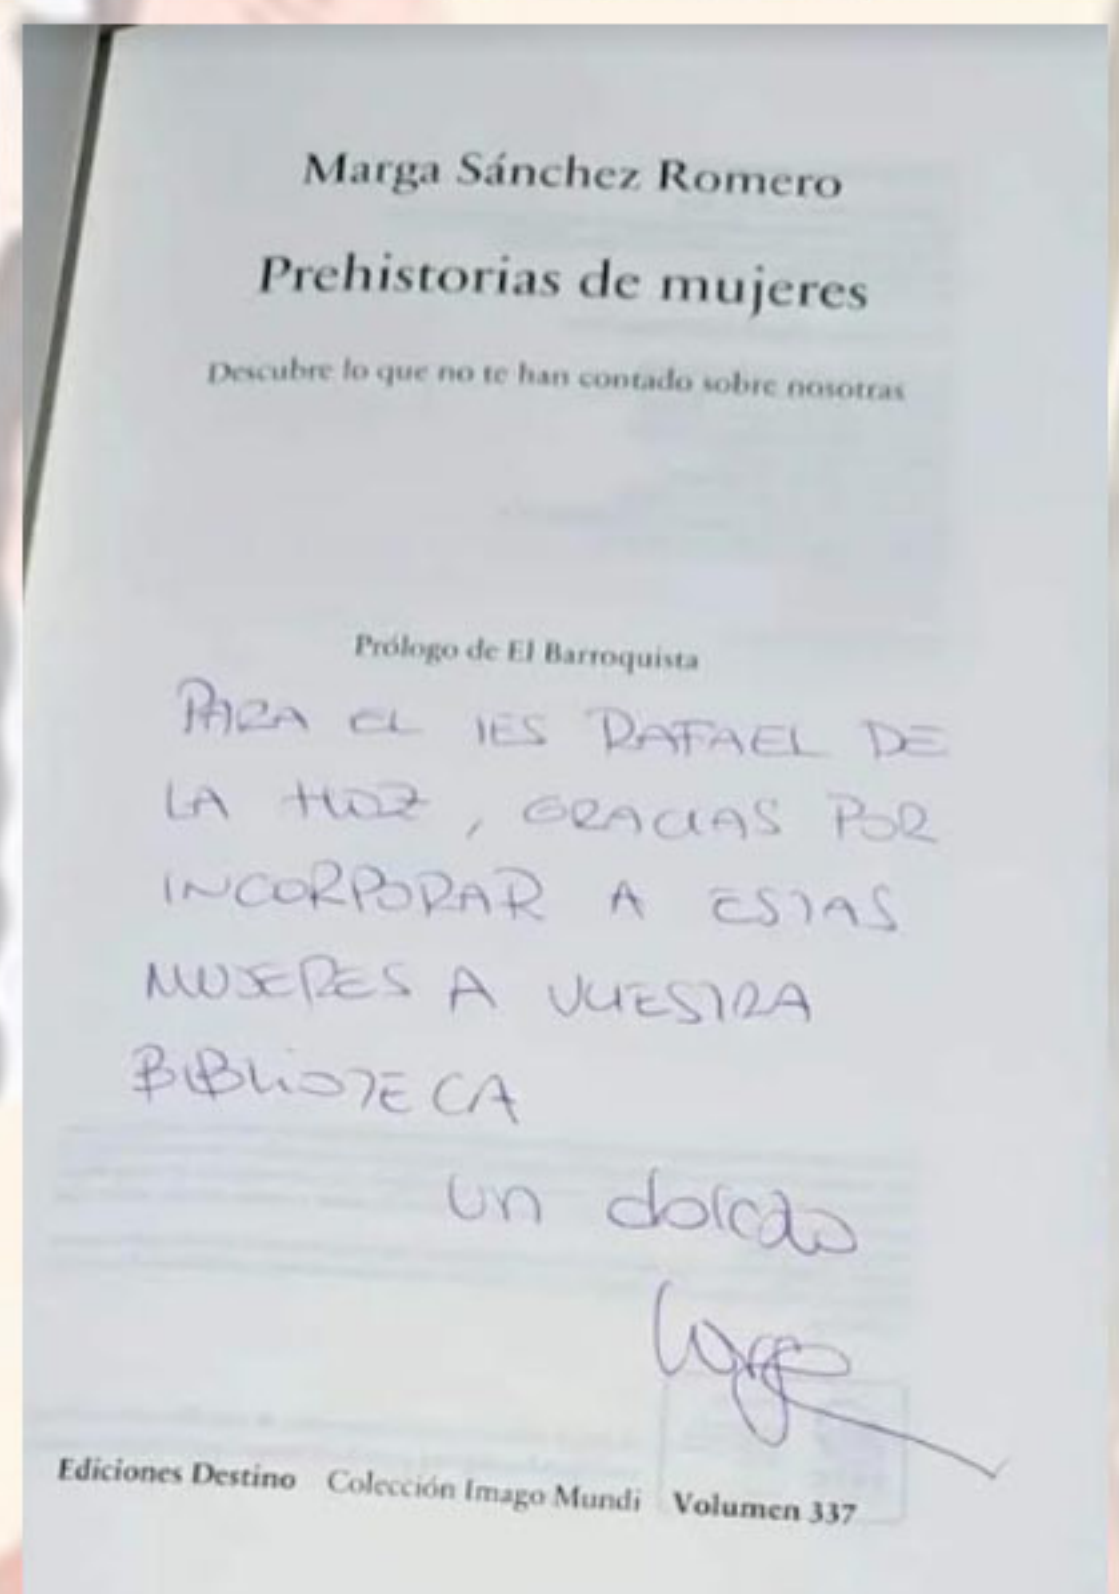 Marga Sánchez Romero
Prehistorias de mujeres
Descubre lo que no te han contado sobre nosotras
Prólogo de El Barroquista
PARA EL IES RAFAEL DE
LA HOZ, GRACIAS POR
INCORPORAR A ESTAS
MUJERES A VUESTRA
BIBLIOTECA
un
Ediciones Destino Colección Imago Mundi Volumen 337